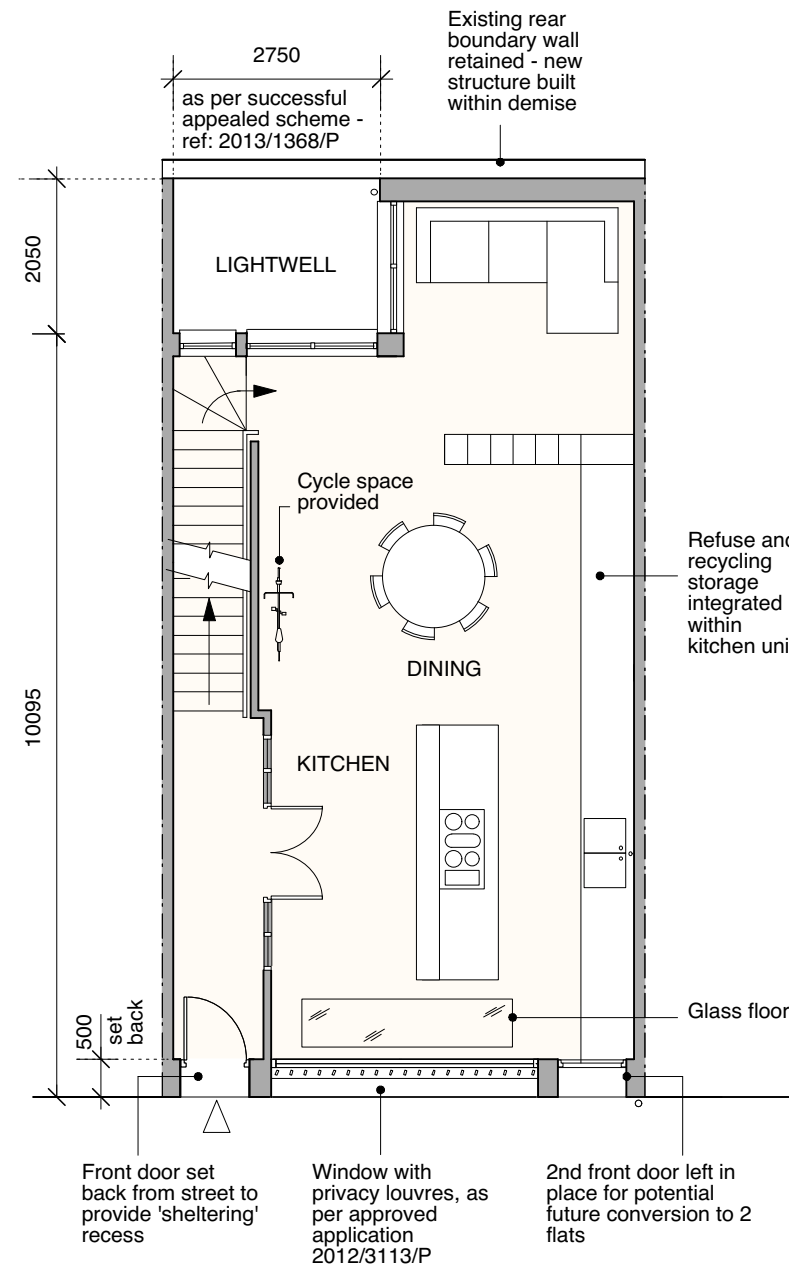 Existing rear
boundary wall
retained - new
structure built
within demise
2750
as per successful
appealed scheme -
ref: 2013/1368/P
2050
LIGHTWELL
Cycle space
provided
Refuse and
recycling
storage
integrated
within
kitchen uni
DINING
10095
KITCHEN
500
set
back
Glass floor
Front door set
back from street to
provide 'sheltering'
recess
Window with
privacy louvres, as
per approved
application
2012/3113/P
2nd front door left in
place for potential
future conversion to 2
flats